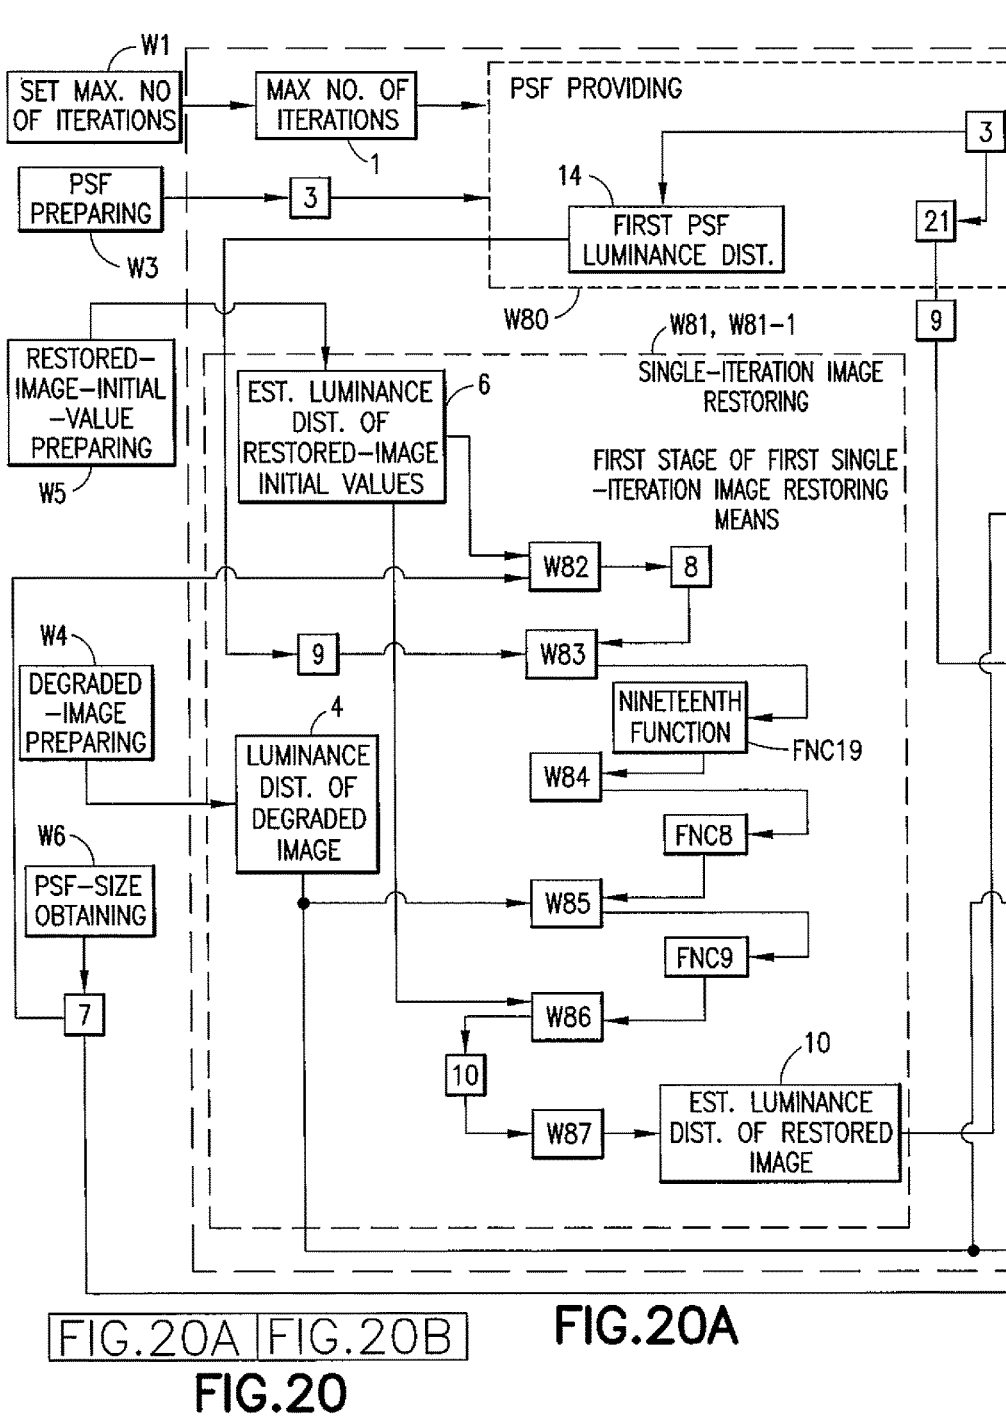 W1
SET MAX. NO
OF ITERATIONS
MAX NO. OF
ITERATIONS
1
PSF PROVIDING
3
PSF
PREPARING
3
W3
14
FIRST PSF
LUMINANCE DIST.
21
W80
9
W81, W81-1
RESTORED-
IMAGE-INITIAL
-VALUE
PREPARING
W5
EST. LUMINANCE
DIST. OF
RESTORED-IMAGE
INITIAL VALUES
6
SINGLE-ITERATION IMAGE
RESTORING
FIRST STAGE OF FIRST SINGLE
-ITERATION IMAGE RESTORING
MEANS
W82
8
W4
DEGRADED
-IMAGE
PREPARING
9
W83
4
LUMINANCE
DIST. OF
DEGRADED
IMAGE
NINETEENTH
FUNCTION
FNC19
W84
FNC8
W6
PSF-SIZE
OBTAINING
W85
FNC9
7
W86
10
10
W87
EST. LUMINANCE
DIST. OF RESTORED
IMAGE
FIG.20A
FIG.20B
FIG.20A
FIG.20